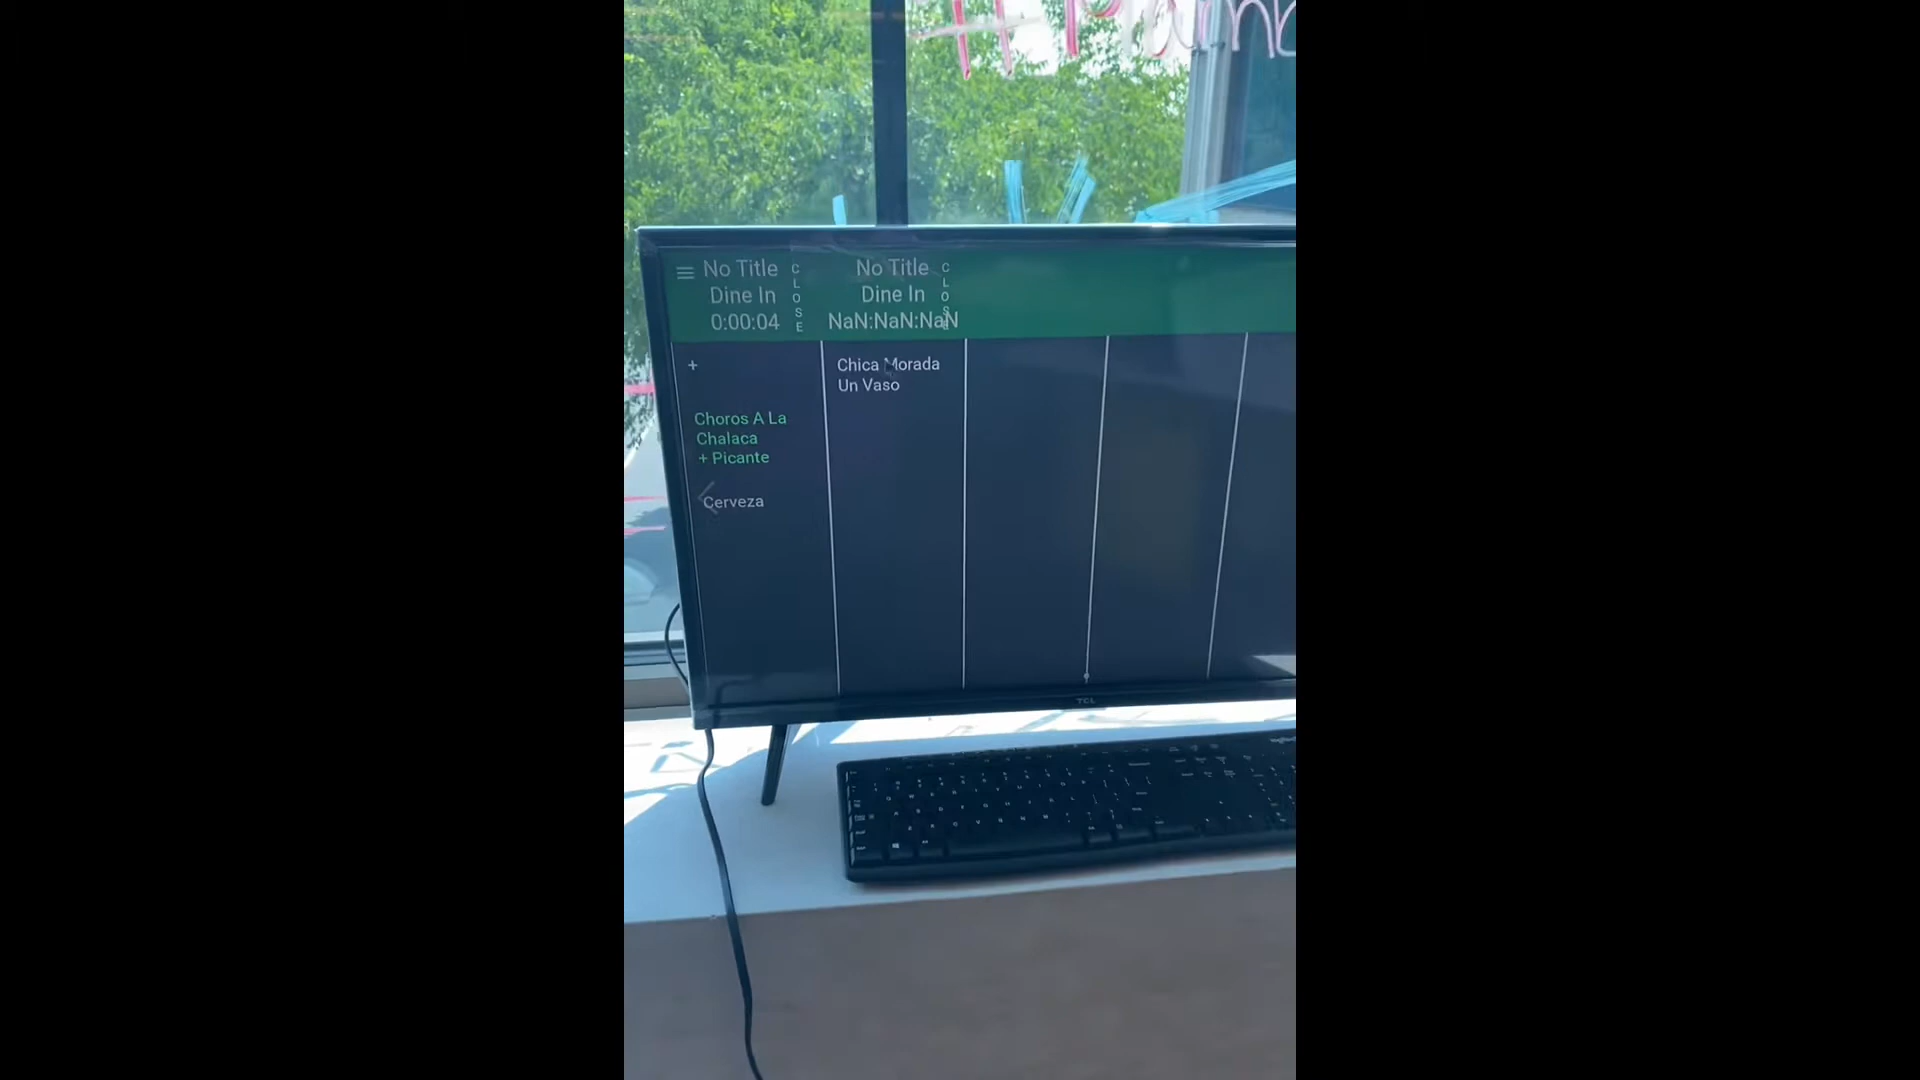 No Title
Dine In
0:00:04
CLOSE
No Title
Dine In
NaN:NaN:NaN
CLOSE
+
Choros A La
Chalaca
+ Picante
Cerveza
Chica Morada
Un Vaso
TCL